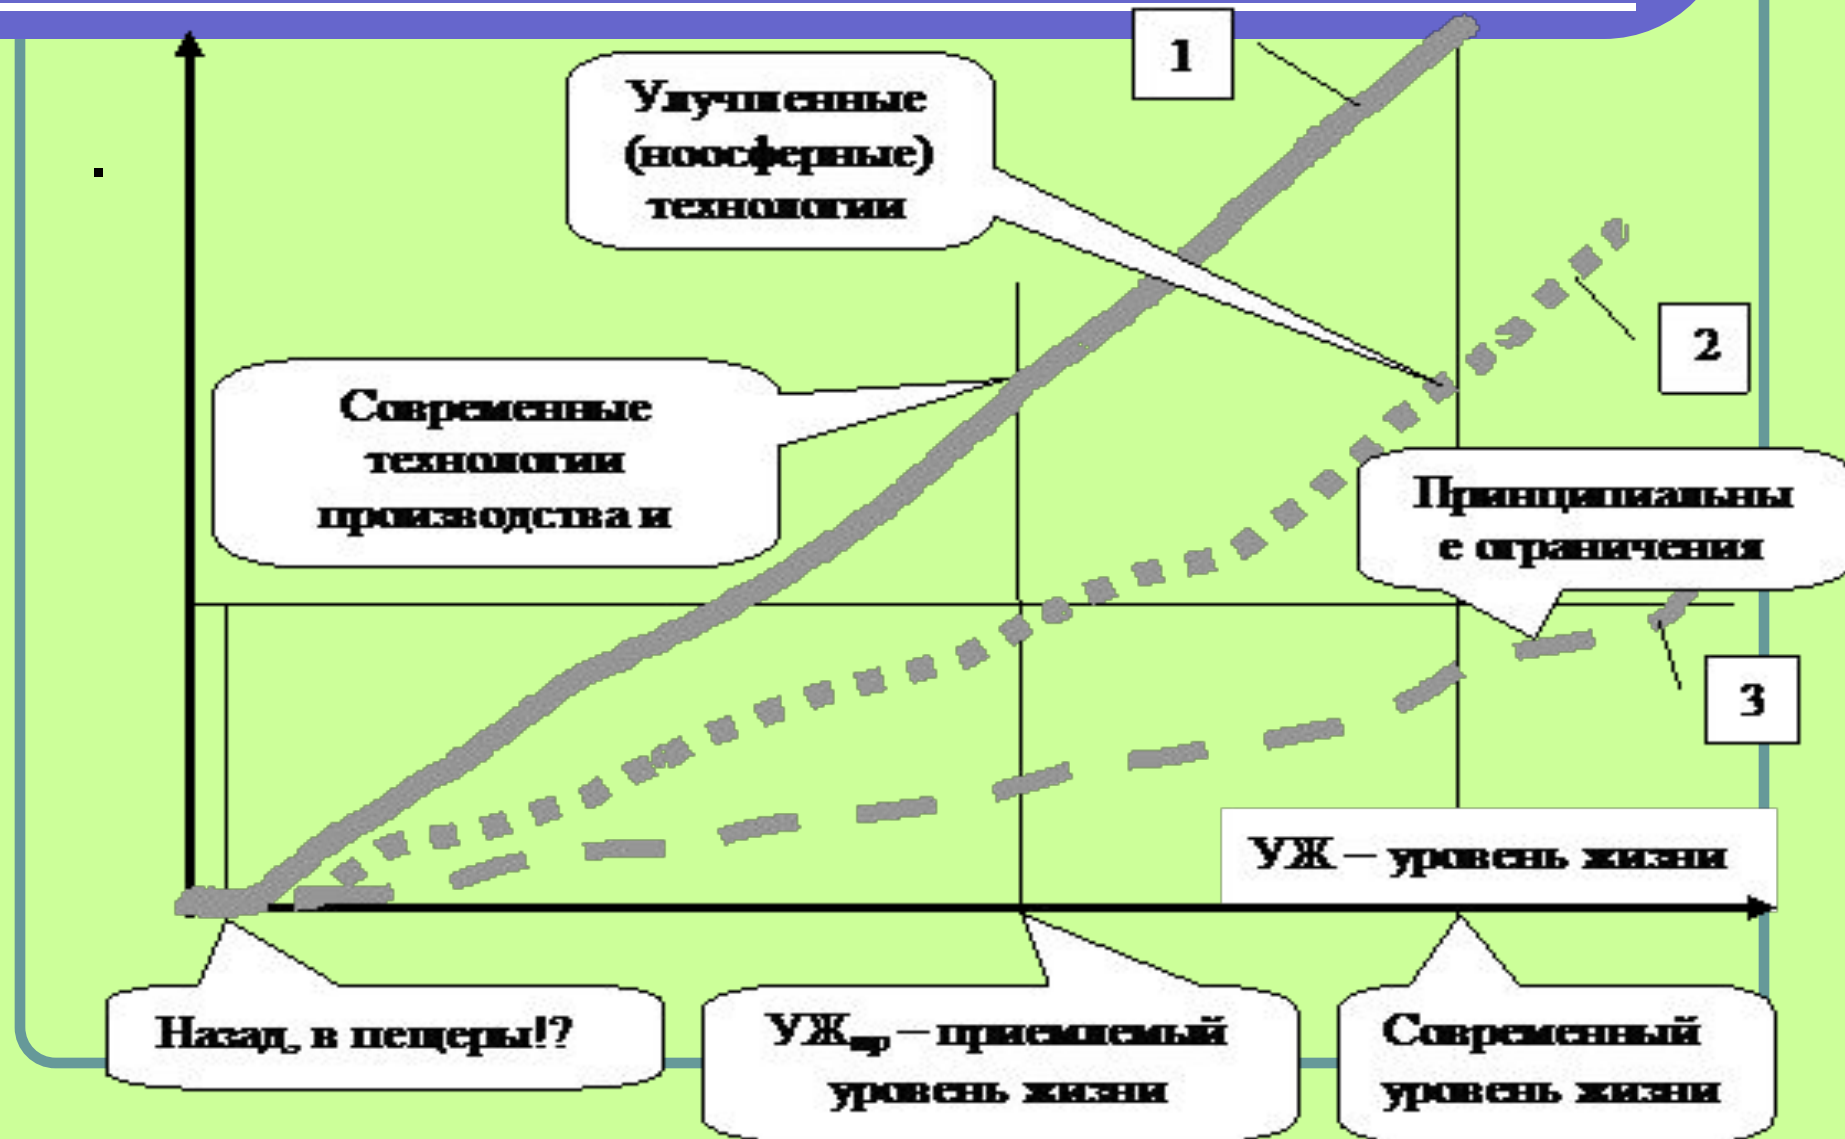 1
Улучшенные
(ноосферные)
технологии
2
Современные
технологии
производства и
Принципиальны
е ограничения
3
УЖ – уровень жизни
Назад, в пещеры!?
УЖпр – приемлемый
уровень жизни
Современный
уровень жизни